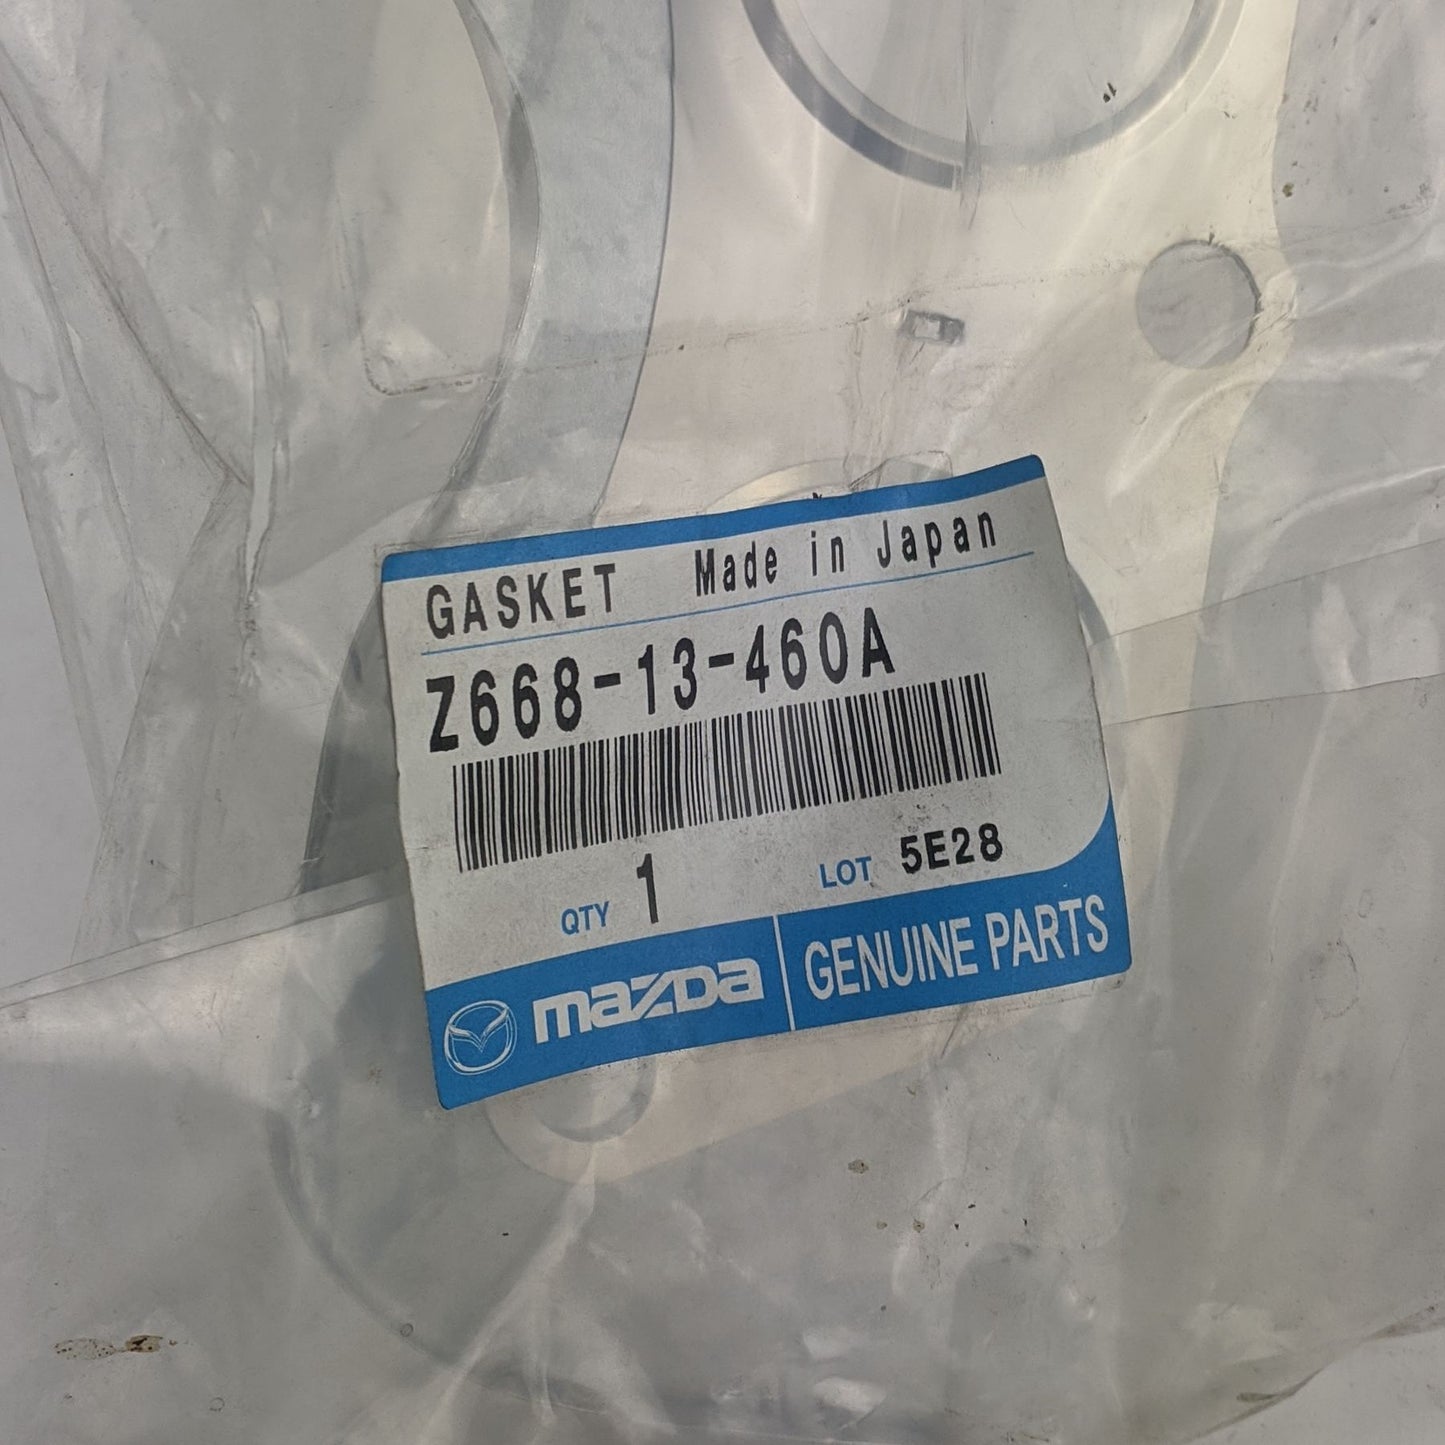 GASKET Made in Japan
Z668-13-460A
QTY 1 LOT 5E28
mazda GENUINE PARTS